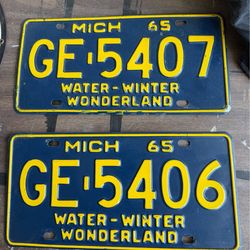 MICH 65
GE-5407
WATER-WINTER
WONDERLAND
MICH 65
GE-5406
WATER-WINTER
WONDERLAND